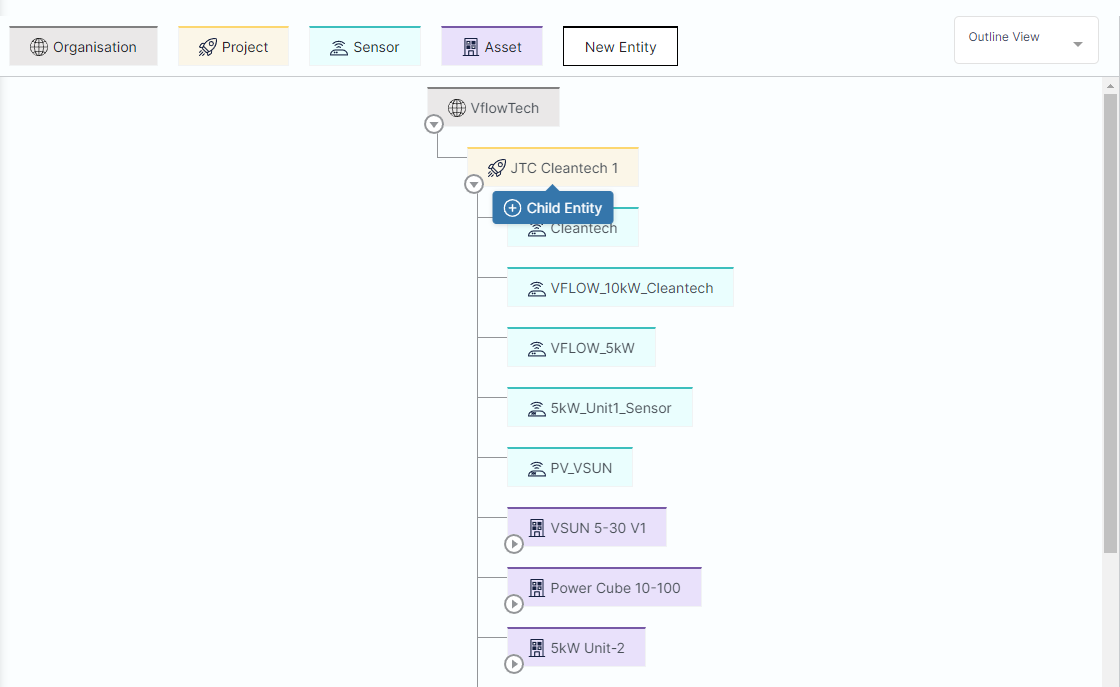 Organisation
Project
Sensor
Asset
New Entity
Outline View
VflowTech
JTC Cleantech 1
Child Entity
Cleantech
VFLOW_10kW_Cleantech
VFLOW_5kW
5kW_Unit1_Sensor
PV_VSUN
VSUN 5-30 V1
Power Cube 10-100
5kW Unit-2